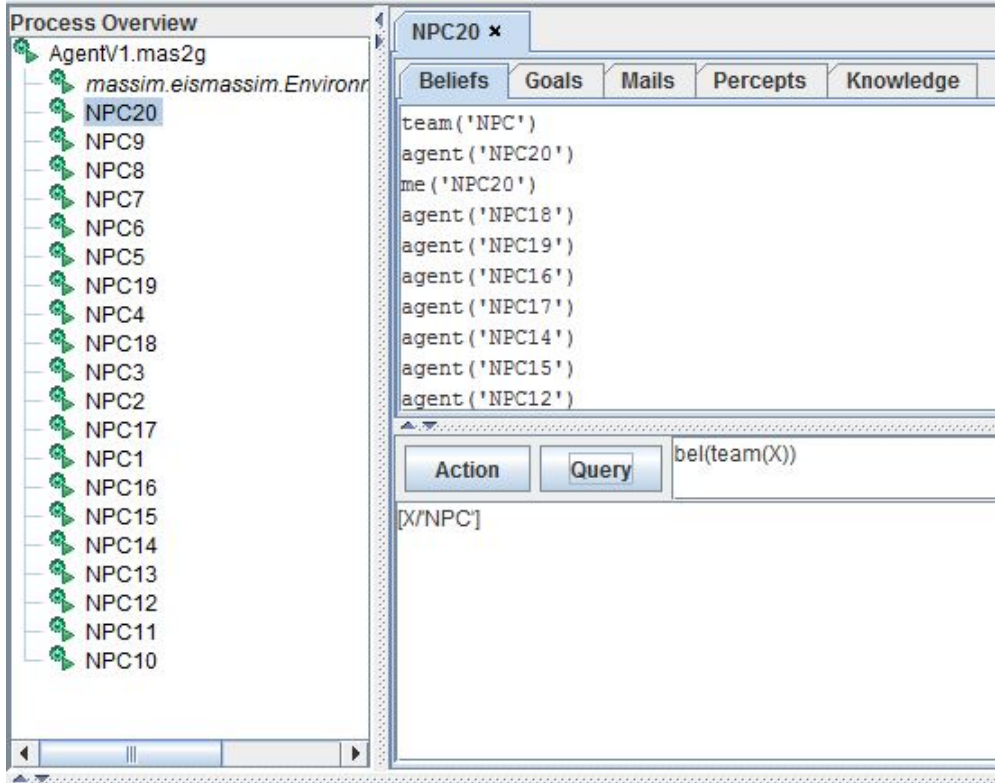 Process Overview
AgentV1.mas2g
massim.eismassim.Environn
NPC20
NPC9
NPC8
NPC7
NPC6
NPC5
NPC19
NPC4
NPC18
NPC3
NPC2
NPC17
NPC1
NPC16
NPC15
NPC14
NPC13
NPC12
NPC11
NPC10
NPC20 ×
Beliefs Goals Mails Percepts Knowledge
team('NPC')
agent('NPC20')
me('NPC20')
agent('NPC18')
agent('NPC19')
agent('NPC16')
agent('NPC17')
agent('NPC14')
agent('NPC15')
agent('NPC12')
Action Query bel(team(X))
[X/'NPC']